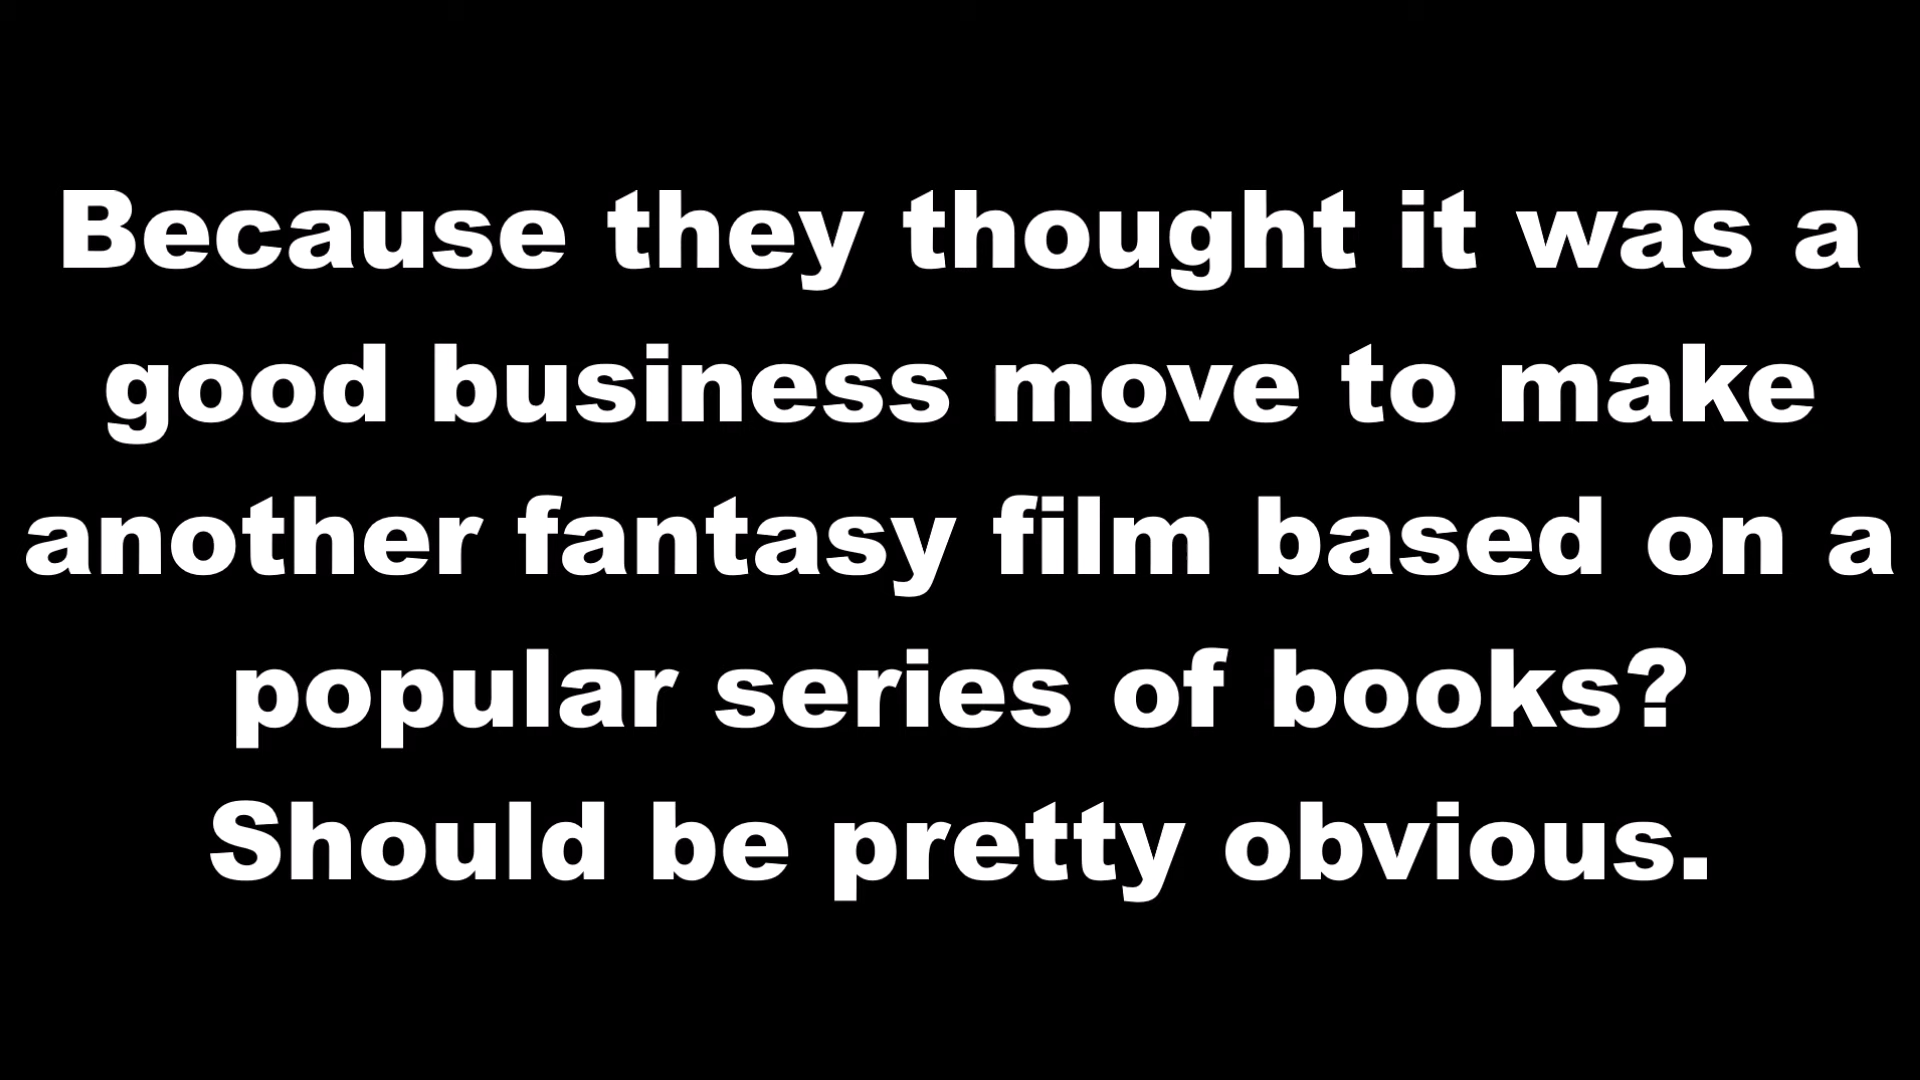 Because they thought it was a
good business move to make
another fantasy film based on a
popular series of books?
Should be pretty obvious.